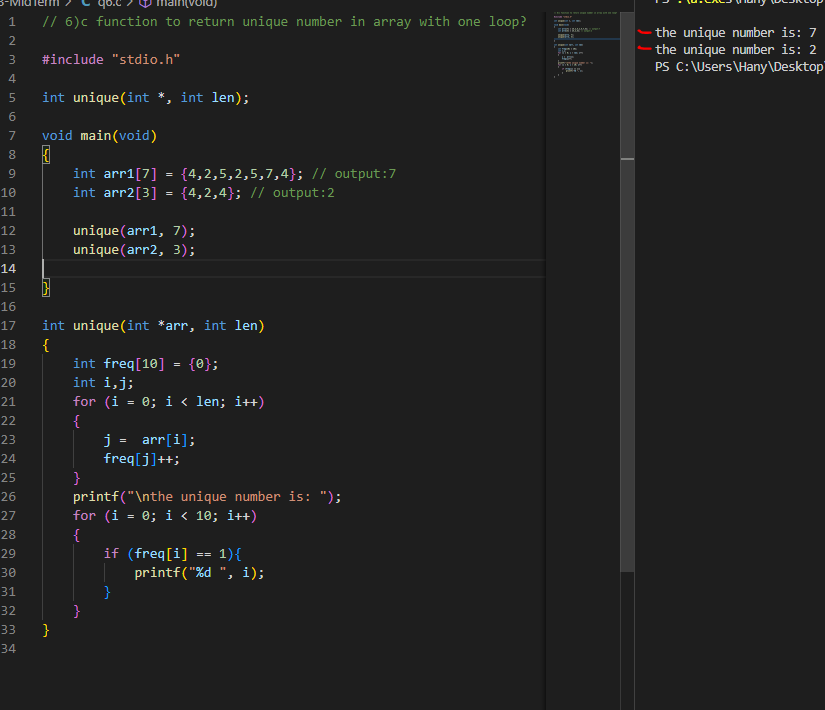 3-MidTerm > C q6.c > main(void)
1 // 6)c function to return unique number in array with one loop?
2
3 #include "stdio.h"
4
5 int unique(int *, int len);
6
7 void main(void)
8 {
9 int arr1[7] = {4,2,5,2,5,7,4}; // output:7
10 int arr2[3] = {4,2,4}; // output:2
11
12 unique(arr1, 7);
13 unique(arr2, 3);
14
15 }
16
17 int unique(int *arr, int len)
18 {
19 int freq[10] = {0};
20 int i,j;
21 for (i = 0; i < len; i++)
22 {
23 j =  arr[i];
24 freq[j]++;
25 }
26 printf("\nthe unique number is: ");
27 for (i = 0; i < 10; i++)
28 {
29 if (freq[i] == 1){
30 printf("%d ", i);
31 }
32 }
33 }
34
the unique number is: 7
the unique number is: 2
PS C:\Users\Hany\Desktop